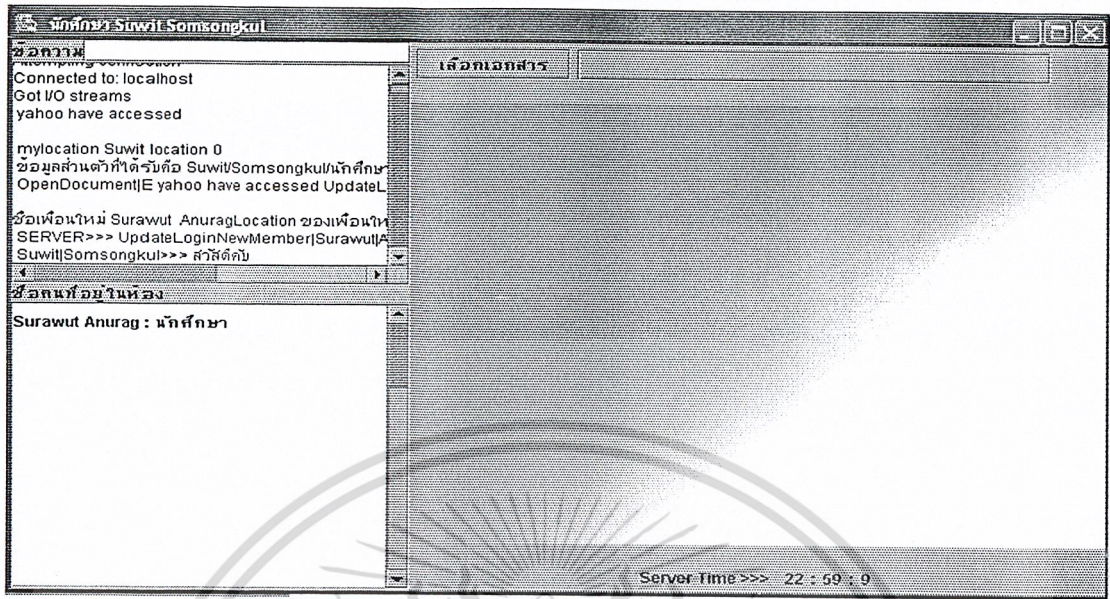 นักศึกษา Suwit Somsongkul
ข้อความ
Connected to: localhost
Got I/O streams
yahoo have accessed
mylocation Suwit location 0
ข้อมูลส่วนตัวที่ได้รับคือ Suwit/Somsongkul/นักศึกษา
OpenDocument|E yahoo have accessed UpdateL
ชื่อเพื่อนใหม่ Surawut AnuragLocation ของเพื่อนให
SERVER>>> UpdateLoginNewMember|Surawut|A
Suwit|Somsongkul>>> สวัสดีคับ
ชื่อคนที่อยู่ในห้อง
Surawut Anurag : นักศึกษา
เลือกเอกสาร
Server Time >>> 22 : 59 : 9